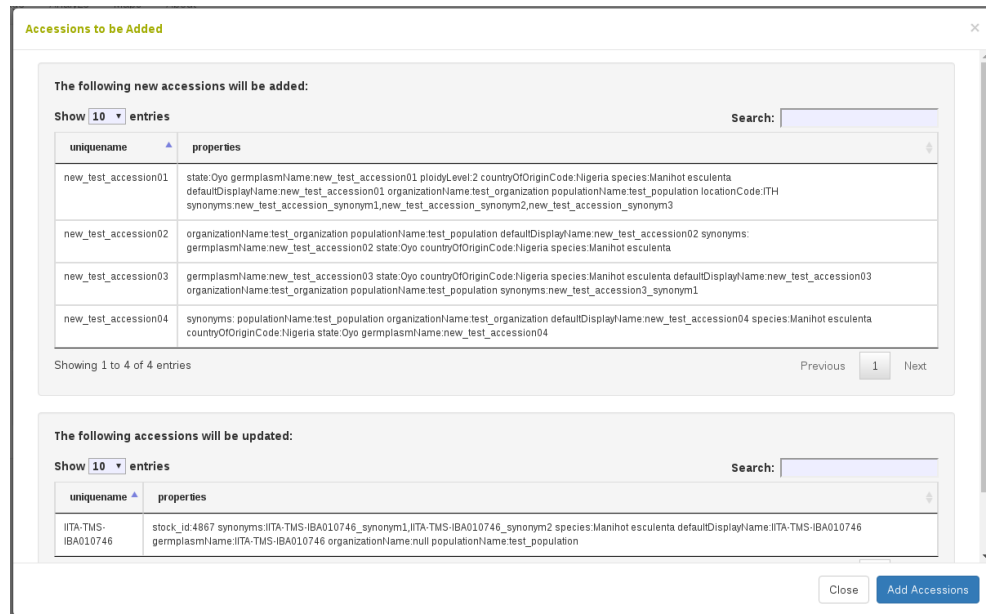 Accessions to be Added ×
The following new accessions will be added:
Show 10 entries
Search:
uniquename properties
new_test_accession01 state:Oyo germplasmName:new_test_accession01 ploidyLevel:2 countryOfOriginCode:Nigeria species:Manihot esculenta
defaultDisplayName:new_test_accession01 organizationName:test_organization populationName:test_population locationCode:ITH
synonyms:new_test_accession_synonym1,new_test_accession_synonym2,new_test_accession_synonym3
new_test_accession02 organizationName:test_organization populationName:test_population defaultDisplayName:new_test_accession02 synonyms:
germplasmName:new_test_accession02 state:Oyo countryOfOriginCode:Nigeria species:Manihot esculenta
new_test_accession03 germplasmName:new_test_accession03 state:Oyo countryOfOriginCode:Nigeria species:Manihot esculenta defaultDisplayName:new_test_accession03
organizationName:test_organization populationName:test_population synonyms:new_test_accession3_synonym1
new_test_accession04 synonyms: populationName:test_population organizationName:test_organization defaultDisplayName:new_test_accession04 species:Manihot esculenta
countryOfOriginCode:Nigeria state:Oyo germplasmName:new_test_accession04
Showing 1 to 4 of 4 entries
Previous 1 Next
The following accessions will be updated:
Show 10 entries
Search:
uniquename properties
IITA-TMS-
IBA010746
stock_id:4867 synonyms:IITA-TMS-IBA010746_synonym1,IITA-TMS-IBA010746_synonym2 species:Manihot esculenta defaultDisplayName:IITA-TMS-IBA010746
germplasmName:IITA-TMS-IBA010746 organizationName:null populationName:test_population
Close Add Accessions